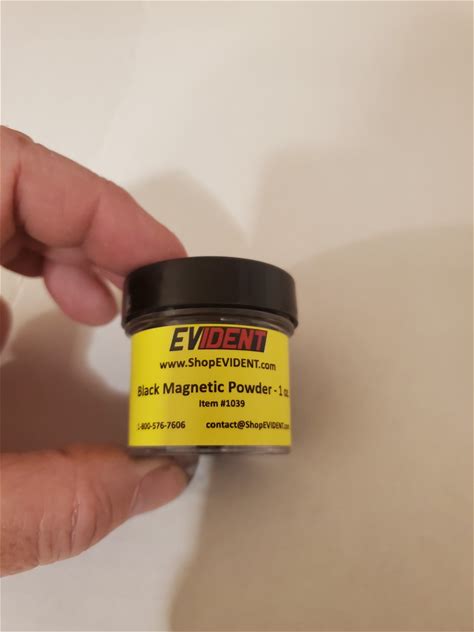 EVIDENT
www.ShopEVIDENT.com
Black Magnetic Powder - 1 oz.
Item #1039
1-800-576-7606 contact@ShopEVIDENT.com